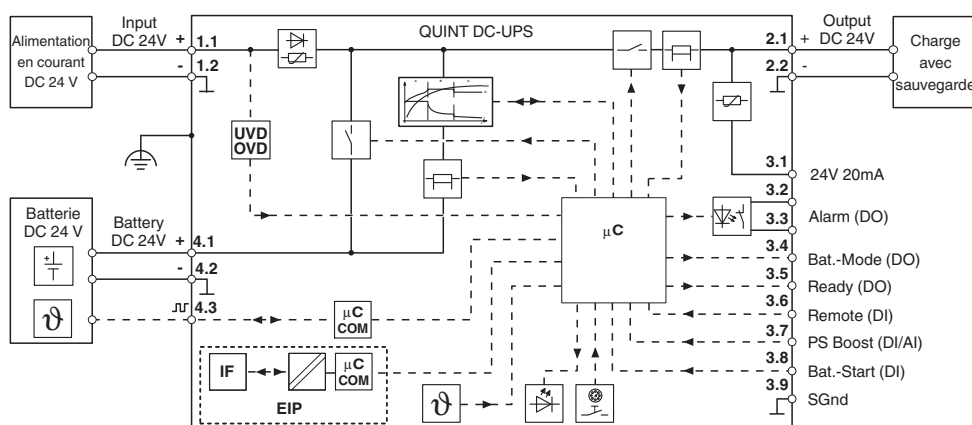 QUINT DC-UPS
Alimentation
en courant
DC 24 V
Input
DC 24V +
-
1.1
1.2
Output
+ DC 24V
-
2.1
2.2
Charge
avec
sauvegarde
UVD
OVD
Batterie
DC 24 V
+
ϑ
Battery
DC 24V +
-
4.1
4.2
4.3
µC
COM
IF
µC
COM
EIP
ϑ
µC
3.1
24V 20mA
3.2
3.3
Alarm (DO)
3.4
Bat.-Mode (DO)
3.5
Ready (DO)
3.6
Remote (DI)
3.7
PS Boost (DI/AI)
3.8
Bat.-Start (DI)
3.9
SGnd